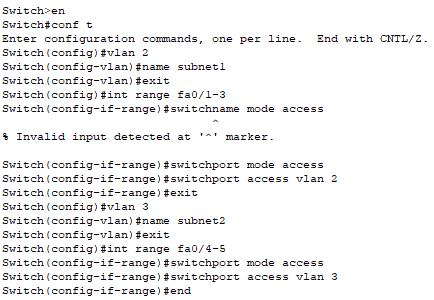 Switch>en
Switch#conf t
Enter configuration commands, one per line.  End with CNTL/Z.
Switch(config)#vlan 2
Switch(config-vlan)#name subnet1
Switch(config-vlan)#exit
Switch(config)#int range fa0/1-3
Switch(config-if-range)#switchname mode access
^
% Invalid input detected at '^' marker.

Switch(config-if-range)#switchport mode access
Switch(config-if-range)#switchport access vlan 2
Switch(config-if-range)#exit
Switch(config)#vlan 3
Switch(config-vlan)#name subnet2
Switch(config-vlan)#exit
Switch(config)#int range fa0/4-5
Switch(config-if-range)#switchport mode access
Switch(config-if-range)#switchport access vlan 3
Switch(config-if-range)#end